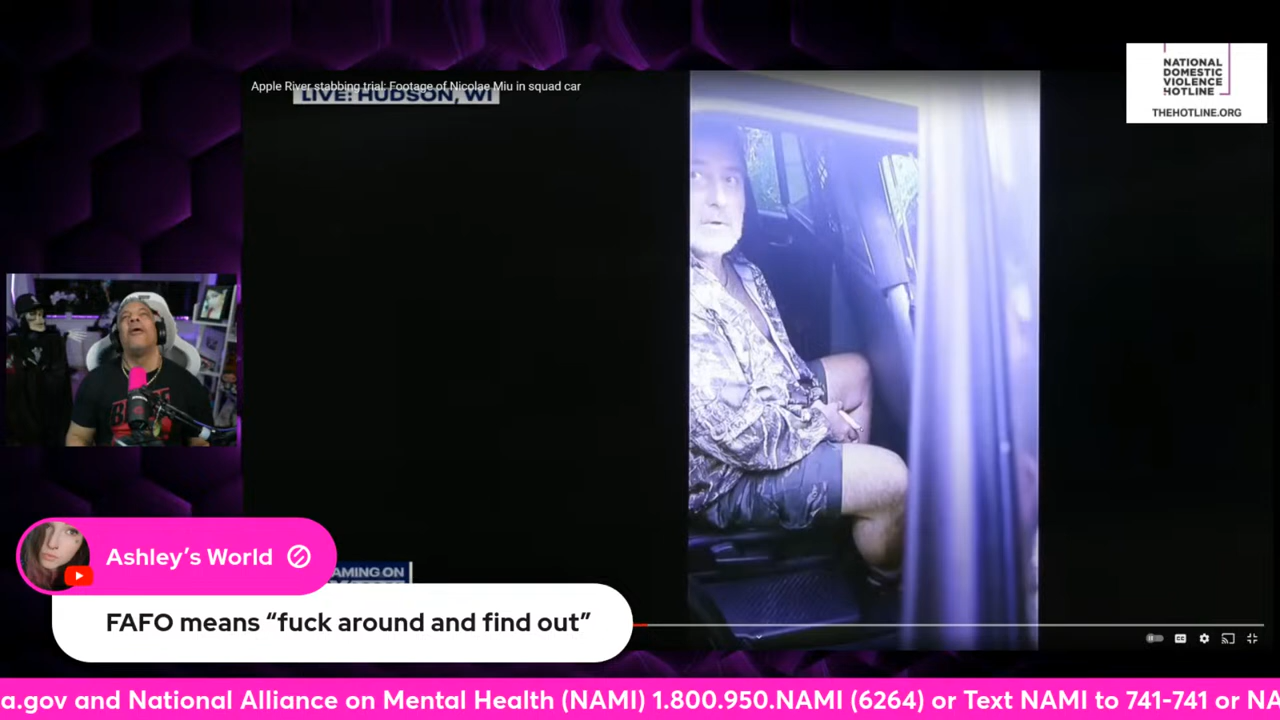 Apple River stabbing trial: Footage of Nicolae Miu in squad car
LIVE: HUDSON, WI
NATIONAL
DOMESTIC
VIOLENCE
HOTLINE
THEHOTLINE.ORG
Ashley’s World
AMING ON
FAFO means “fuck around and find out”
a.gov and National Alliance on Mental Health (NAMI) 1.800.950.NAMI (6264) or Text NAMI to 741-741 or NA